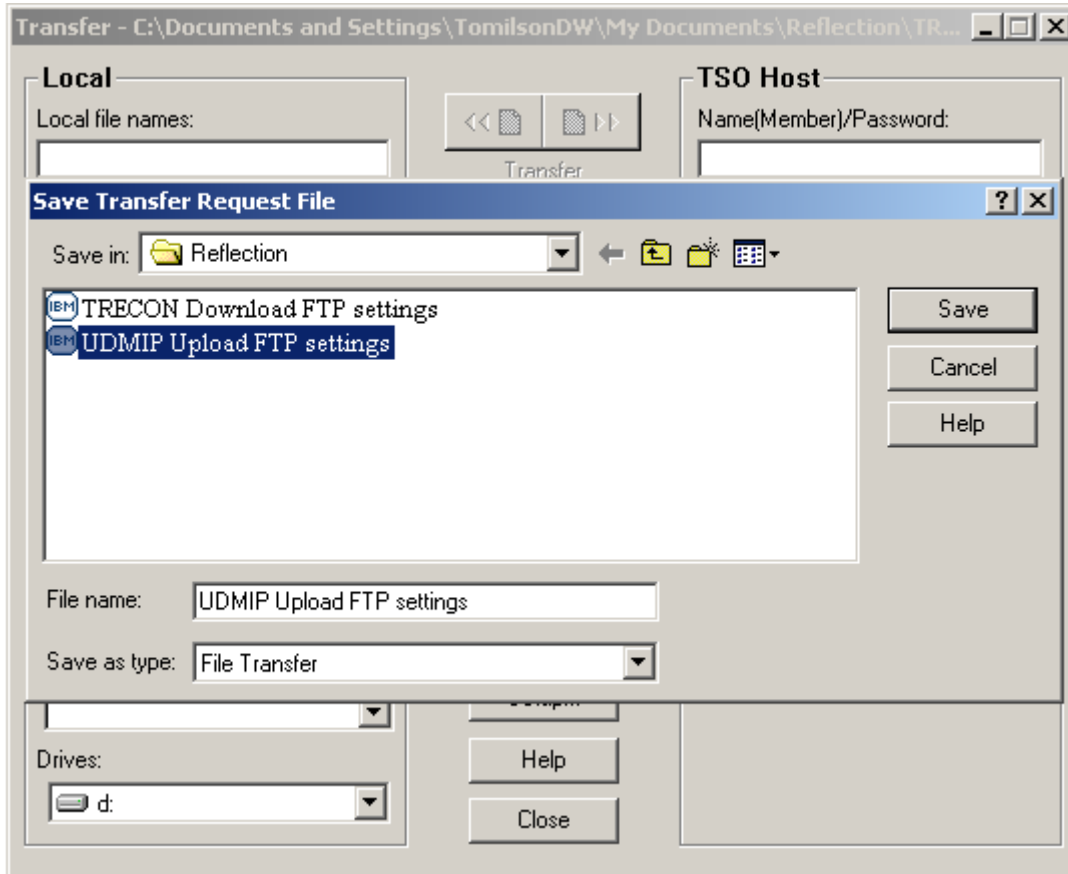 Transfer - C:\Documents and Settings\TomilsonDW\My Documents\Reflection\TR...
Local
TSO Host
Local file names:
Name(Member)/Password:
Transfer
Save Transfer Request File
Save in: Reflection
IBM TRECON Download FTP settings
IBM UDMIP Upload FTP settings
Save
Cancel
Help
File name: UDMIP Upload FTP settings
Save as type: File Transfer
Drives:
d:
Help
Close